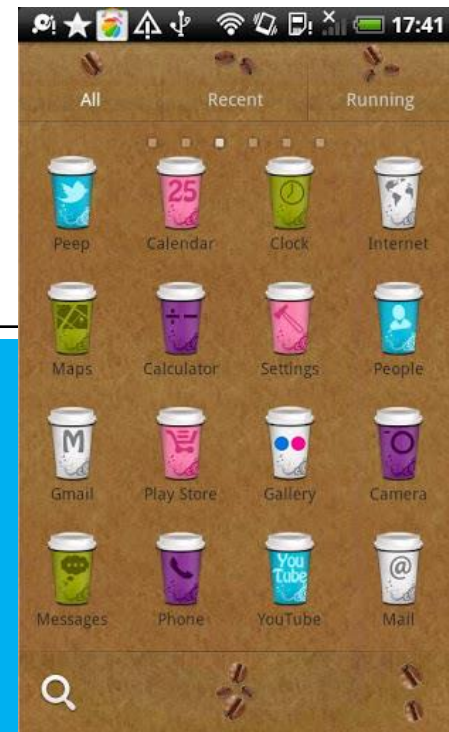 17:41
All Recent Running
25
Peep Calendar Clock Internet
Maps Calculator Settings People
M
Gmail Play Store Gallery Camera
You
Tube
@
Messages Phone YouTube Mail